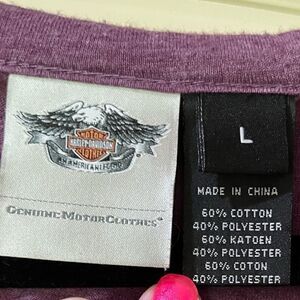 MOTOR
HARLEY-DAVIDSON
CLOTHES
AN AMERICAN LEGEND
GENUINE MOTORCLOTHES
L
MADE IN CHINA
60% COTTON
40% POLYESTER
60% KATOEN
40% POLYESTER
60% COTON
40% POLYESTER